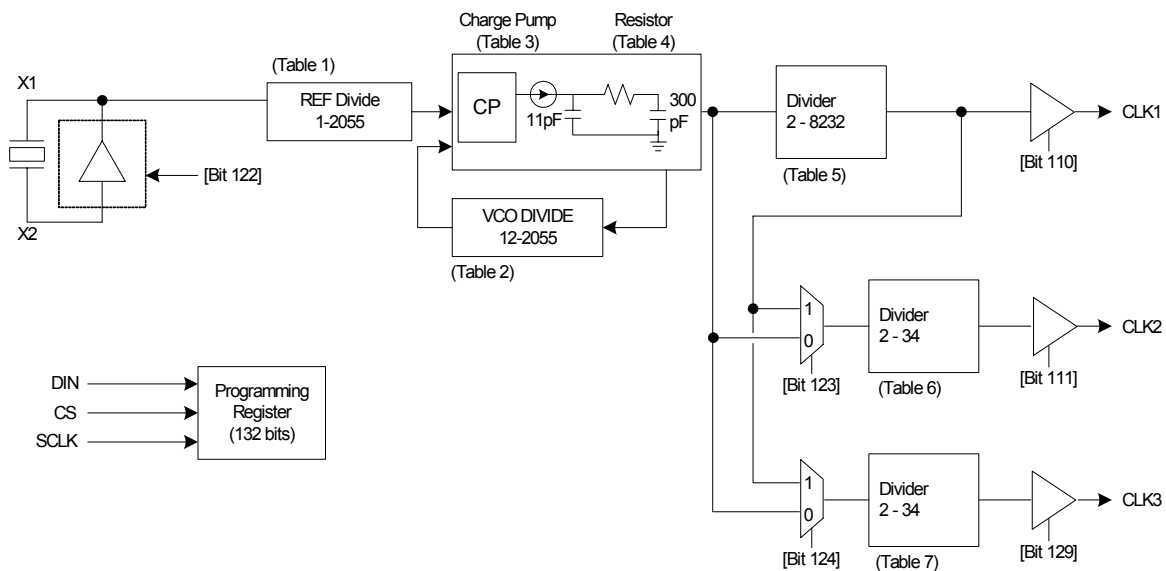 Charge Pump
(Table 3)
Resistor
(Table 4)
(Table 1)
X1
REF Divide
1-2055
CP
11pF
300
pF
Divider
2 - 8232
CLK1
[Bit 122]
(Table 5)
[Bit 110]
X2
VCO DIVIDE
12-2055
(Table 2)
1
0
Divider
2 - 34
CLK2
[Bit 123]
(Table 6)
[Bit 111]
DIN
CS
SCLK
Programming
Register
(132 bits)
1
0
Divider
2 - 34
CLK3
[Bit 124]
(Table 7)
[Bit 129]